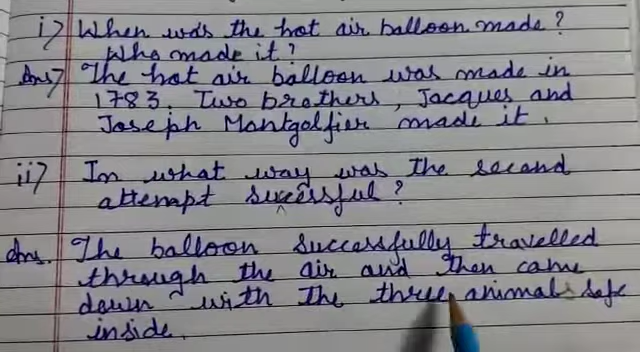 i) When was the hot air balloon made?
Who made it?
Ans) The hot air balloon was made in
1783. Two brothers, Jacques and
Joseph Montgolfier made it.
ii) In what way was the second
attempt successful?
Ans. The balloon successfully travelled
through the air and then came
down with the three animals safe
inside.